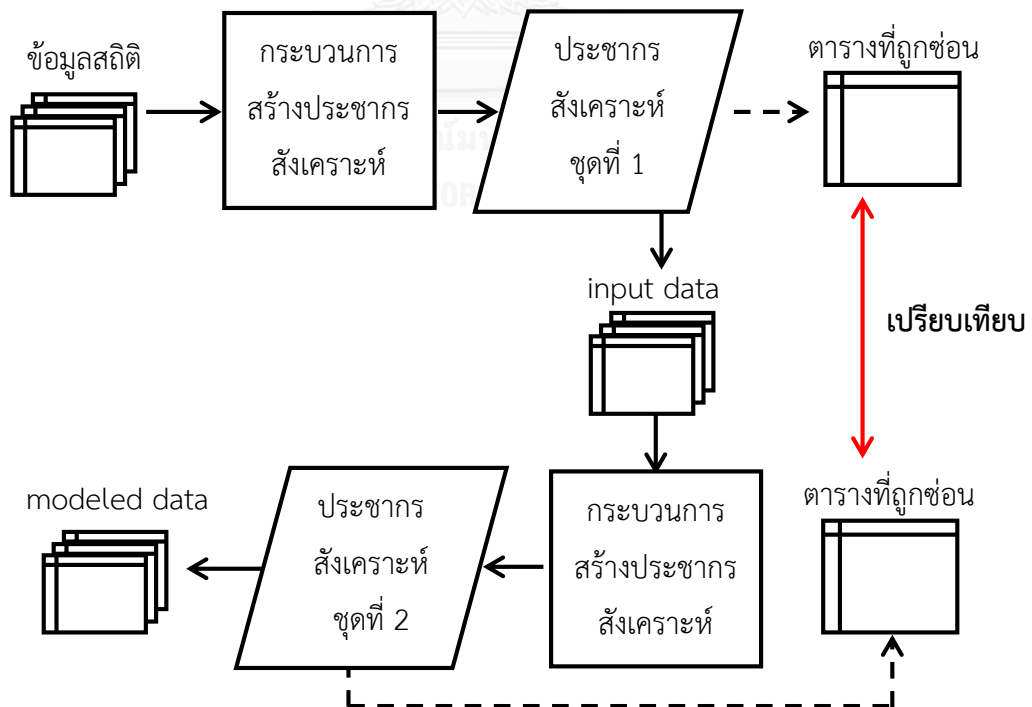 ข้อมูลสถิติ
กระบวนการ
สร้างประชากร
สังเคราะห์
ประชากร
สังเคราะห์
ชุดที่ 1
ตารางที่ถูกซ่อน
input data
เปรียบเทียบ
modeled data
ประชากร
สังเคราะห์
ชุดที่ 2
กระบวนการ
สร้างประชากร
สังเคราะห์
ตารางที่ถูกซ่อน